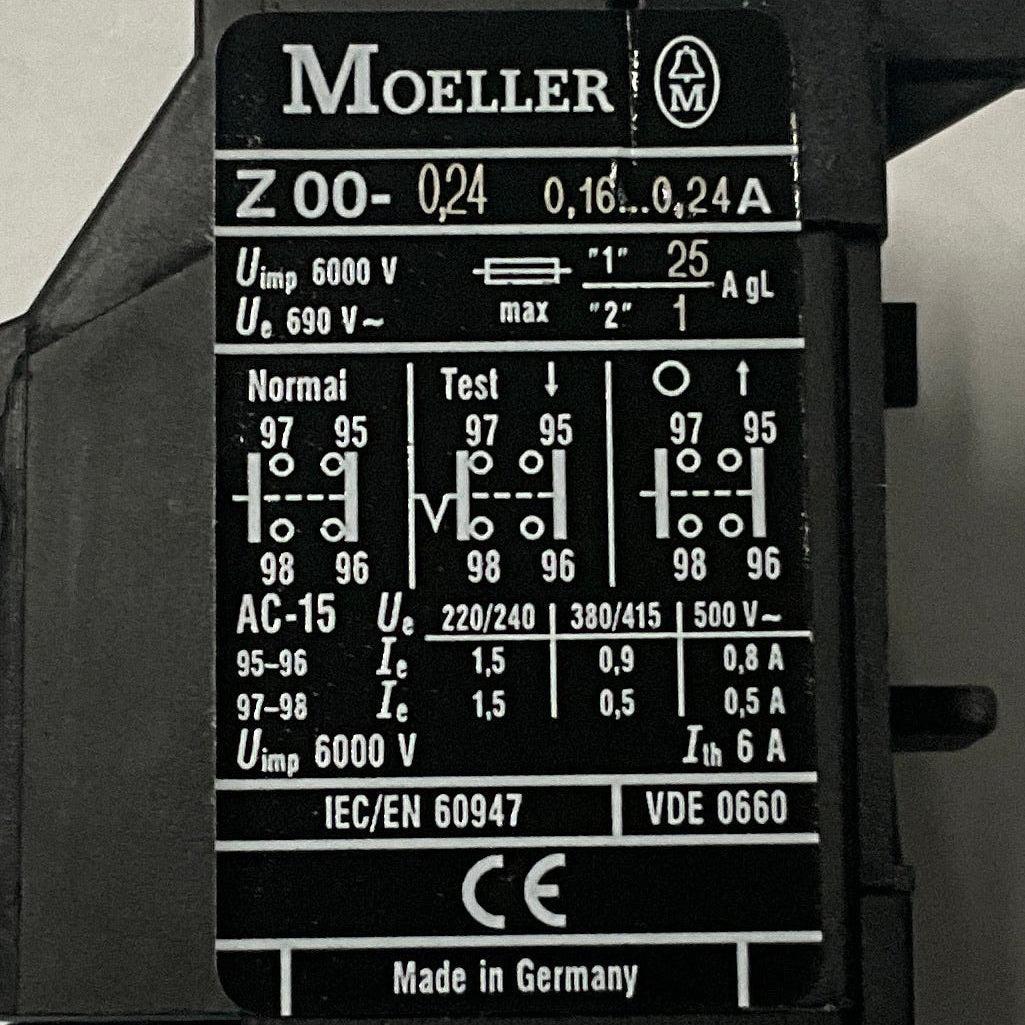 MOELLER M
Z 00- 0,24 0,16...0,24 A
Uimp 6000 V "1" 25 A gL
Ue 690 V~ max "2" 1
Normal Test ↓ O ↑
97 95 97 95 97 95
98 96 98 96 98 96
AC-15 Ue 220/240 380/415 500 V~
95-96 Ie 1,5 0,9 0,8 A
97-98 Ie 1,5 0,5 0,5 A
Uimp 6000 V Ith 6 A
IEC/EN 60947 VDE 0660
CE
Made in Germany